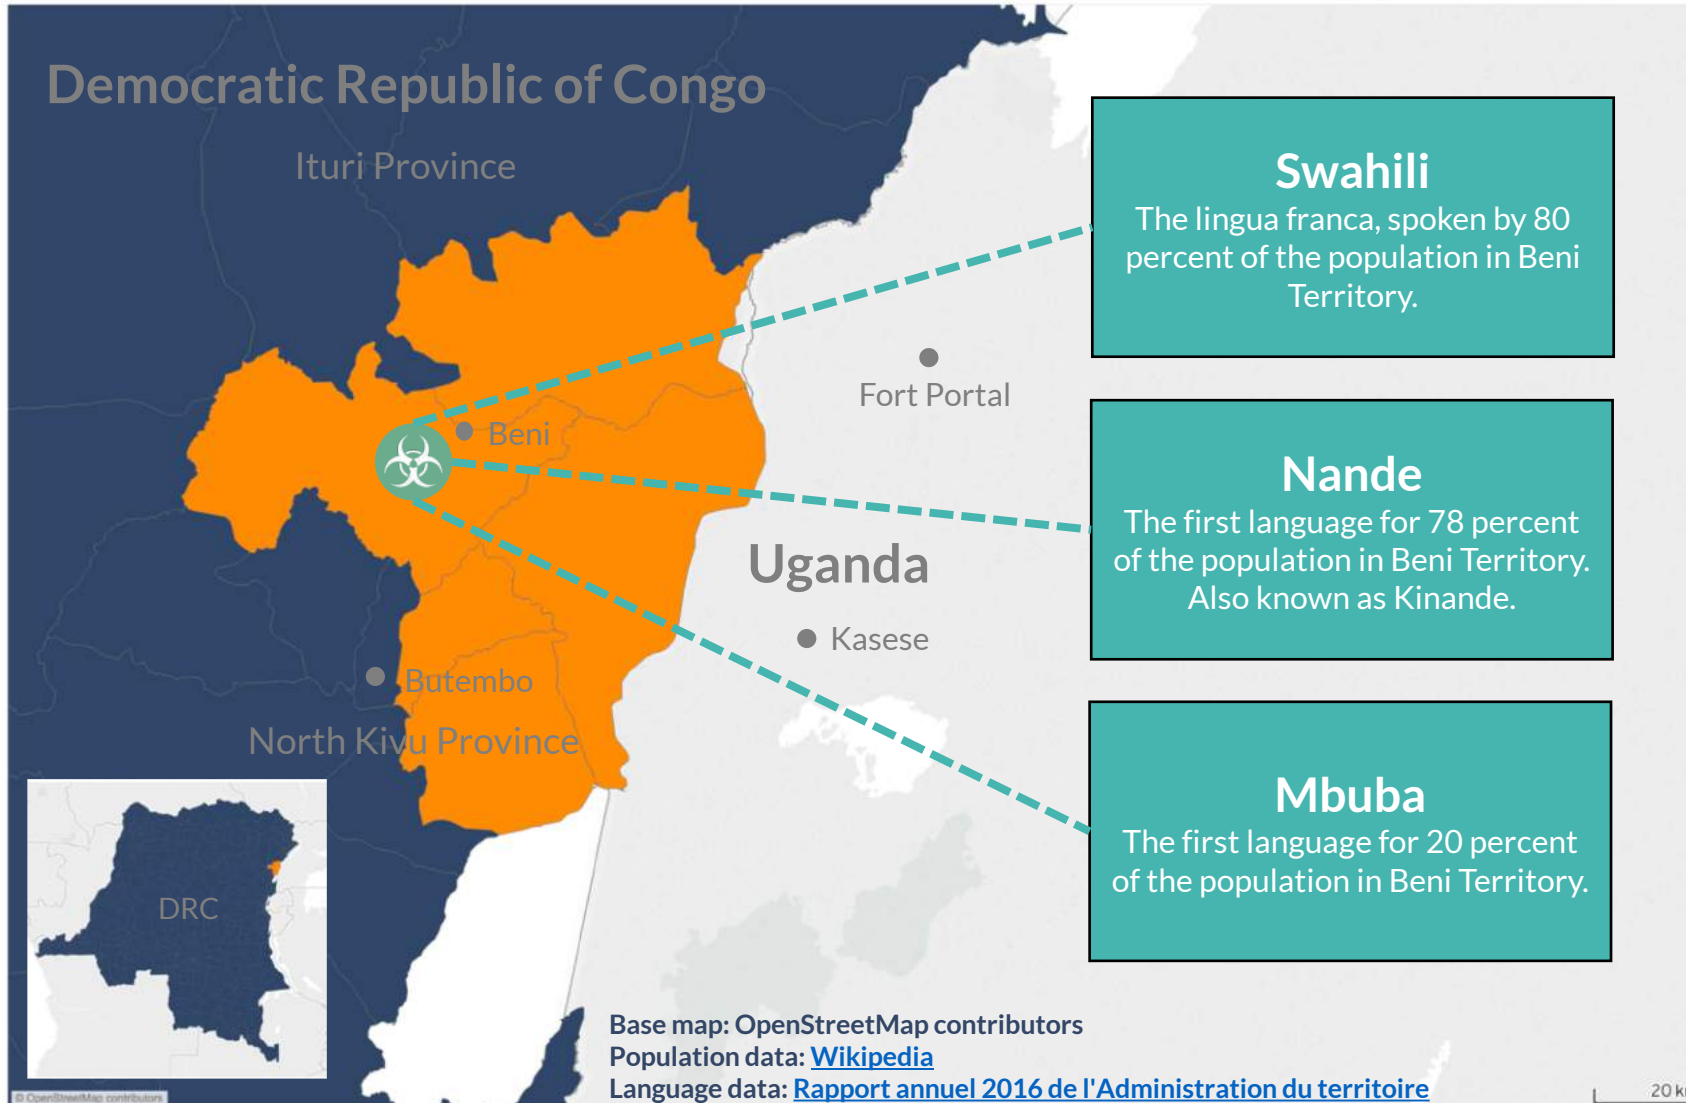 Democratic Republic of Congo
Ituri Province
Swahili
The lingua franca, spoken by 80
percent of the population in Beni
Territory.
Fort Portal
Beni
Nande
The first language for 78 percent
of the population in Beni Territory.
Also known as Kinande.
Uganda
Kasese
Butembo
North Kivu Province
Mbuba
The first language for 20 percent
of the population in Beni Territory.
DRC
Base map: OpenStreetMap contributors
Population data: Wikipedia
Language data: Rapport annuel 2016 de l'Administration du territoire
© OpenStreetMap contributors
20